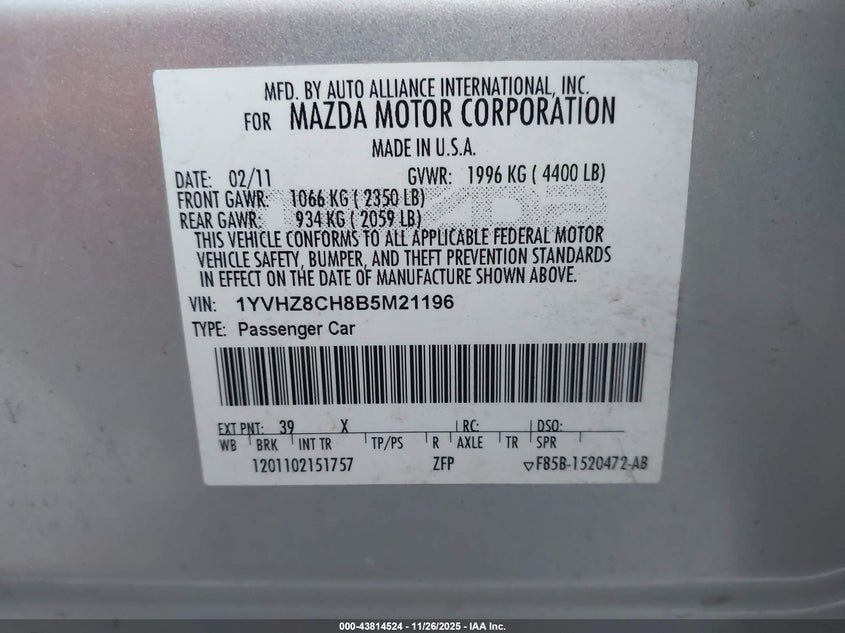 MFD. BY AUTO ALLIANCE INTERNATIONAL, INC.
FOR MAZDA MOTOR CORPORATION
MADE IN U.S.A.
DATE: 02/11 GVWR: 1996 KG ( 4400 LB)
FRONT GAWR: 1066 KG ( 2350 LB)
REAR GAWR: 934 KG ( 2059 LB)
THIS VEHICLE CONFORMS TO ALL APPLICABLE FEDERAL MOTOR
VEHICLE SAFETY, BUMPER, AND THEFT PREVENTION STANDARDS
IN EFFECT ON THE DATE OF MANUFACTURE SHOWN ABOVE.
VIN: 1YVHZ8CH8B5M21196
TYPE: Passenger Car
EXT PNT: 39 X RC: DSO:
WB BRK INT TR TP/PS R AXLE TR SPR
1201102151757 ZFP ▽F85B-1520472-AB
000-43814524 | 11/26/2025 - IAA Inc.